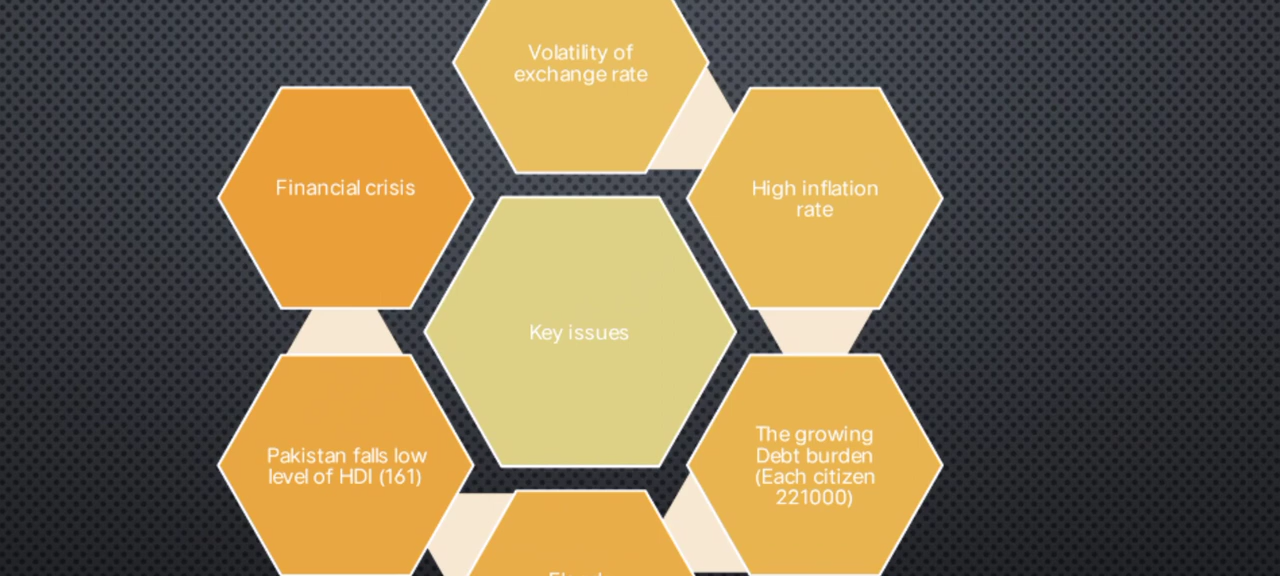 Volatility of
exchange rate
Financial crisis
High inflation
rate
Key issues
The growing
Debt burden
(Each citizen
221000)
Pakistan falls low
level of HDI (161)